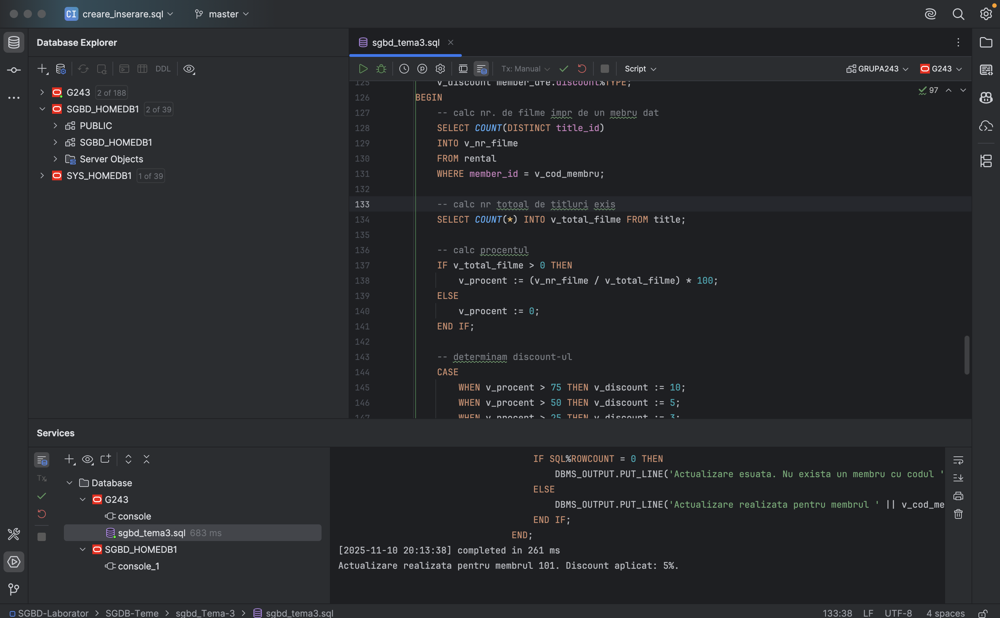 CI creare_inserare.sql master
Database Explorer
DDL
G243 2 of 188
SGBD_HOMEDB1 2 of 39
PUBLIC
SGBD_HOMEDB1
Server Objects
SYS_HOMEDB1 1 of 39
sgbd_tema3.sql
Tx: Manual Script GRUPA243 G243
97
125 v_discount member_dfe.discount%TYPE;
126 BEGIN
127 -- calc nr. de filme impr de un mebru dat
128 SELECT COUNT(DISTINCT title_id)
129 INTO v_nr_filme
130 FROM rental
131 WHERE member_id = v_cod_membru;
132
133 -- calc nr totoal de titluri exis
134 SELECT COUNT(*) INTO v_total_filme FROM title;
135
136 -- calc procentul
137 IF v_total_filme > 0 THEN
138 v_procent := (v_nr_filme / v_total_filme) * 100;
139 ELSE
140 v_procent := 0;
141 END IF;
142
143 -- determinam discount-ul
144 CASE
145 WHEN v_procent > 75 THEN v_discount := 10;
146 WHEN v_procent > 50 THEN v_discount := 5;
147 WHEN v_procent > 25 THEN v_discount := 3;
Services
Tx
Database
G243
console
sgbd_tema3.sql 683 ms
SGBD_HOMEDB1
console_1
IF SQL%ROWCOUNT = 0 THEN
DBMS_OUTPUT.PUT_LINE('Actualizare esuata. Nu exista un membru cu codul '
ELSE
DBMS_OUTPUT.PUT_LINE('Actualizare realizata pentru membrul ' || v_cod_me
END IF;
END;
[2025-11-10 20:13:38] completed in 261 ms
Actualizare realizata pentru membrul 101. Discount aplicat: 5%.
SGBD-Laborator > SGDB-Teme > sgbd_Tema-3 > sgbd_tema3.sql
133:38 LF UTF-8 4 spaces